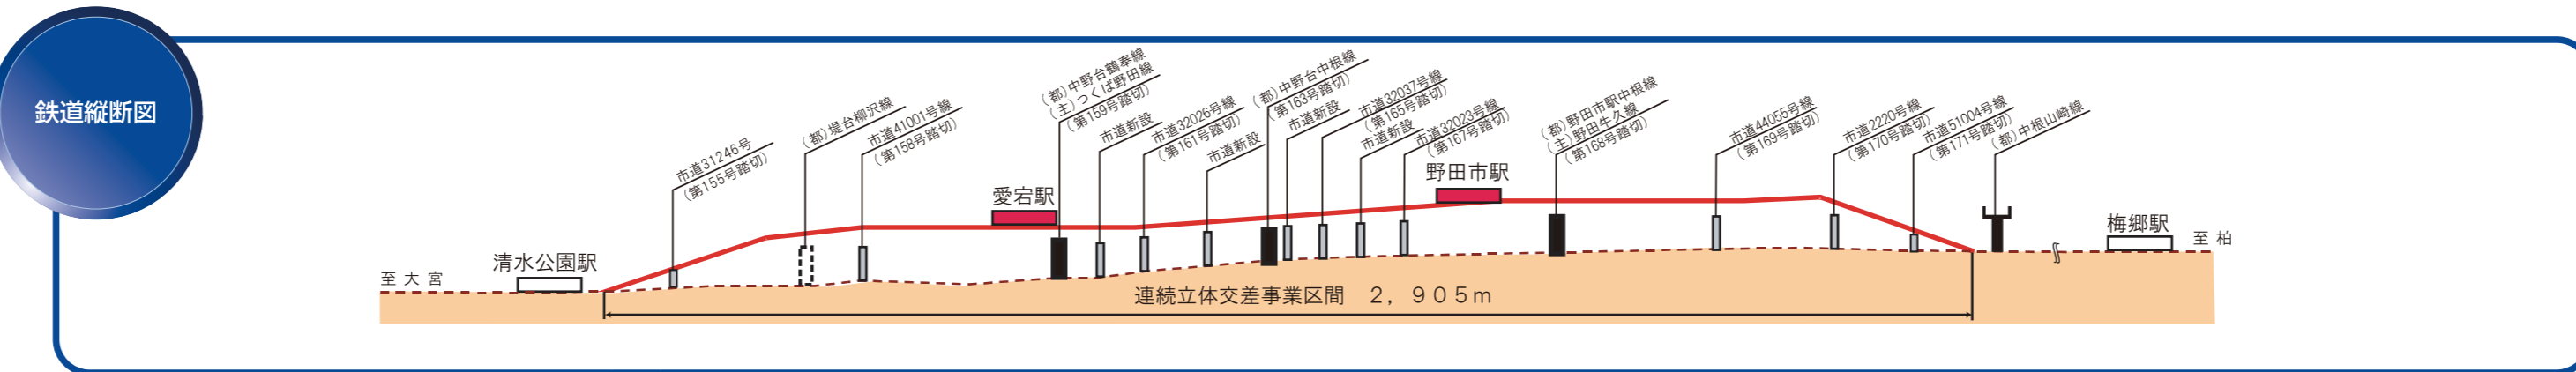 鉄道縦断図
至 大 宮
清水公園駅
市道31246号
(第155号踏切)
(都)堤台柳沢線
市道41001号線
(第158号踏切)
愛宕駅
(都)中野台鶴奉線
(主)つくば野田線
(第159号踏切)
市道新設
市道32026号線
(第161号踏切)
市道新設
(都)中野台中根線
(第163号踏切)
市道新設
市道32037号線
(第165号踏切)
市道新設
市道32023号線
(第167号踏切)
野田市駅
(都)野田市駅中根線
(主)野田牛久線
(第168号踏切)
市道44055号線
(第169号踏切)
市道2220号線
(第170号踏切)
市道51004号線
(第171号踏切)
(都)中根山崎線
梅郷駅
至 柏
連続立体交差事業区間　２，９０５ｍ